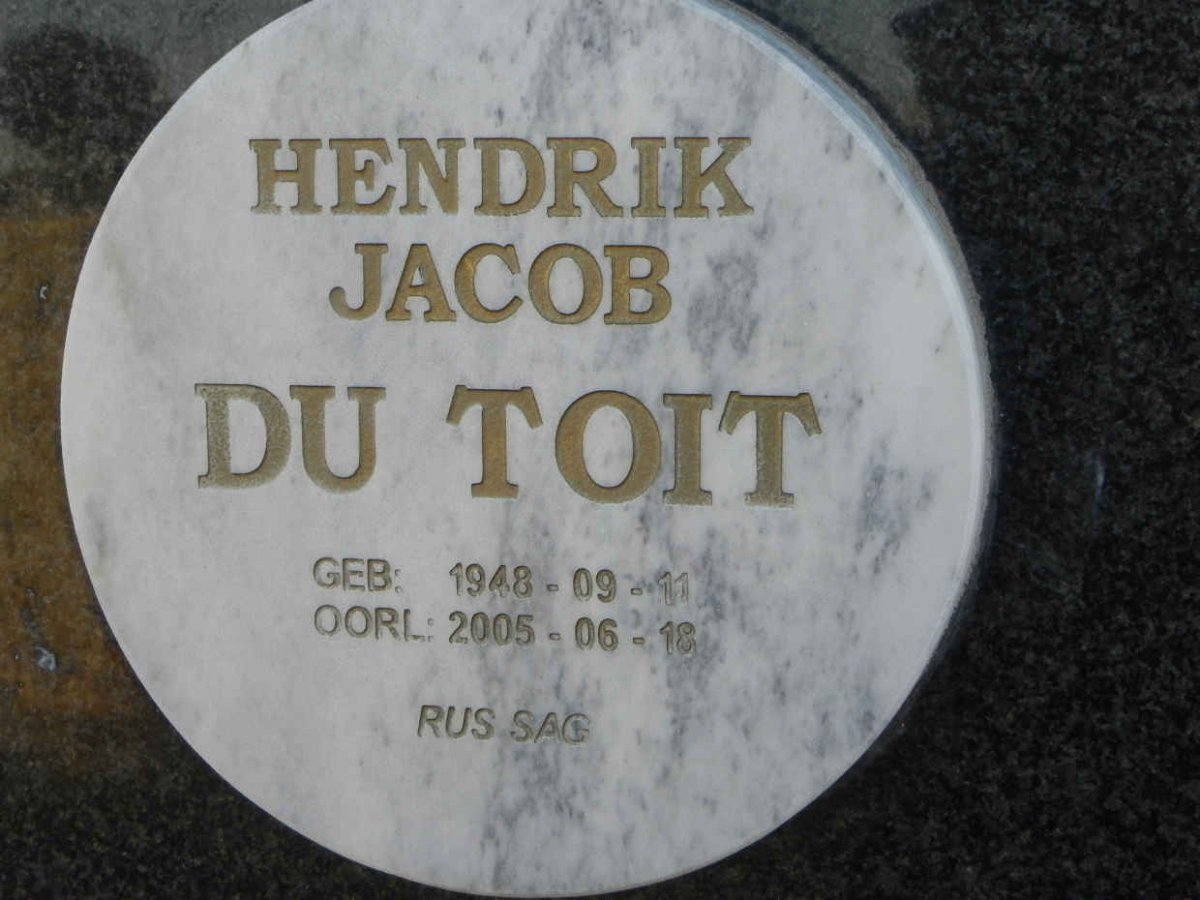 HENDRIK
JACOB
DU TOIT
GEB: 1948 - 09 - 11
OORL: 2005 - 06 - 18
RUS SAG